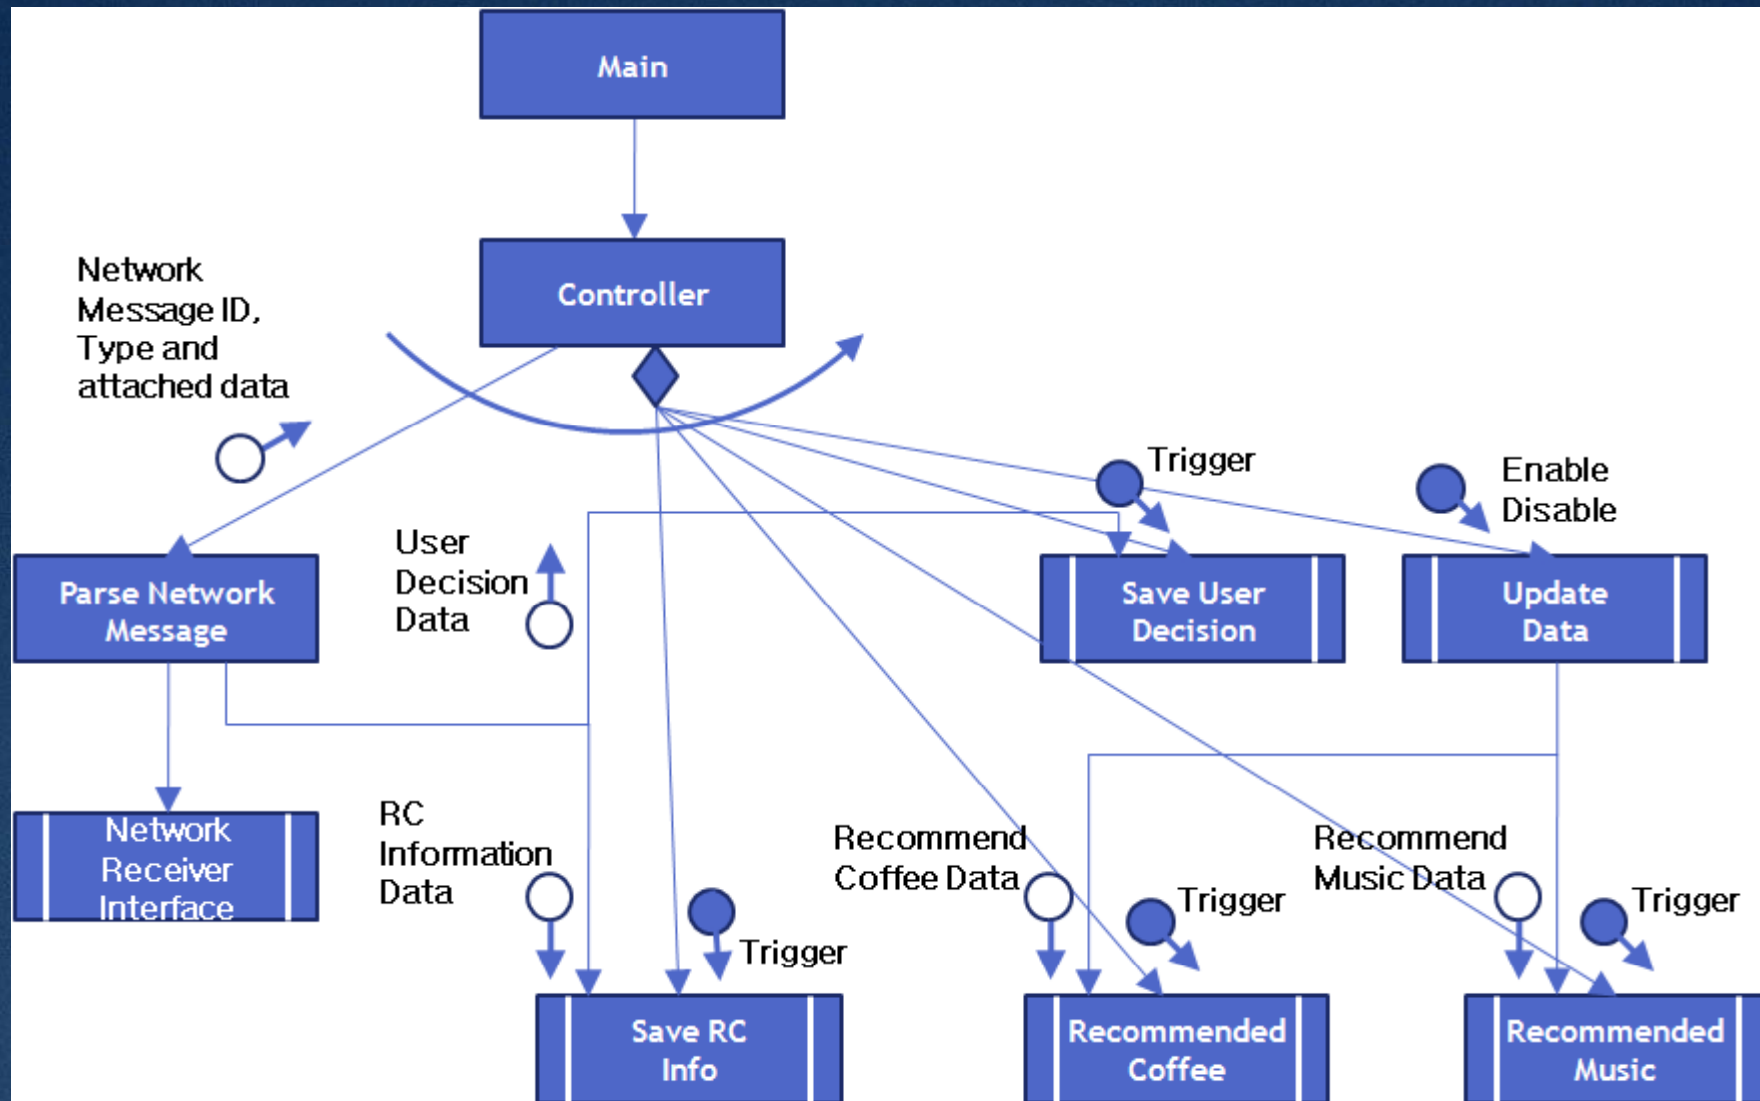 Main
Controller
Network
Message ID,
Type and
attached data
Trigger
Enable
Disable
User
Decision
Data
Parse Network
Message
Save User
Decision
Update
Data
Network
Receiver
Interface
RC
Information
Data
Trigger
Recommend
Coffee Data
Trigger
Recommend
Music Data
Trigger
Save RC
Info
Recommended
Coffee
Recommended
Music